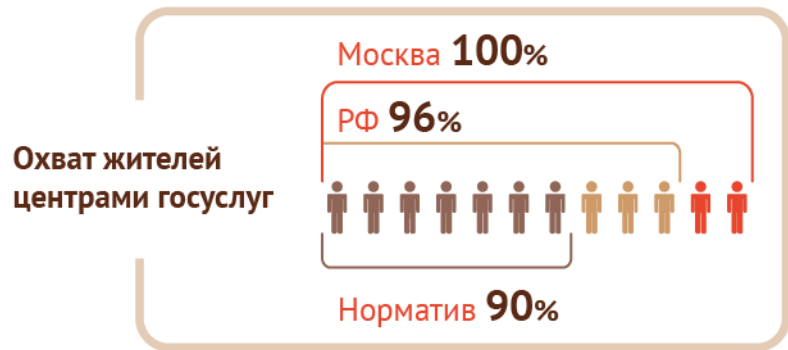 Москва 100%
РФ 96%
Охват жителей
центрами госуслуг
Норматив 90%